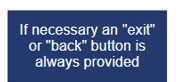 If necessary an "exit"
or "back" button is
always provided